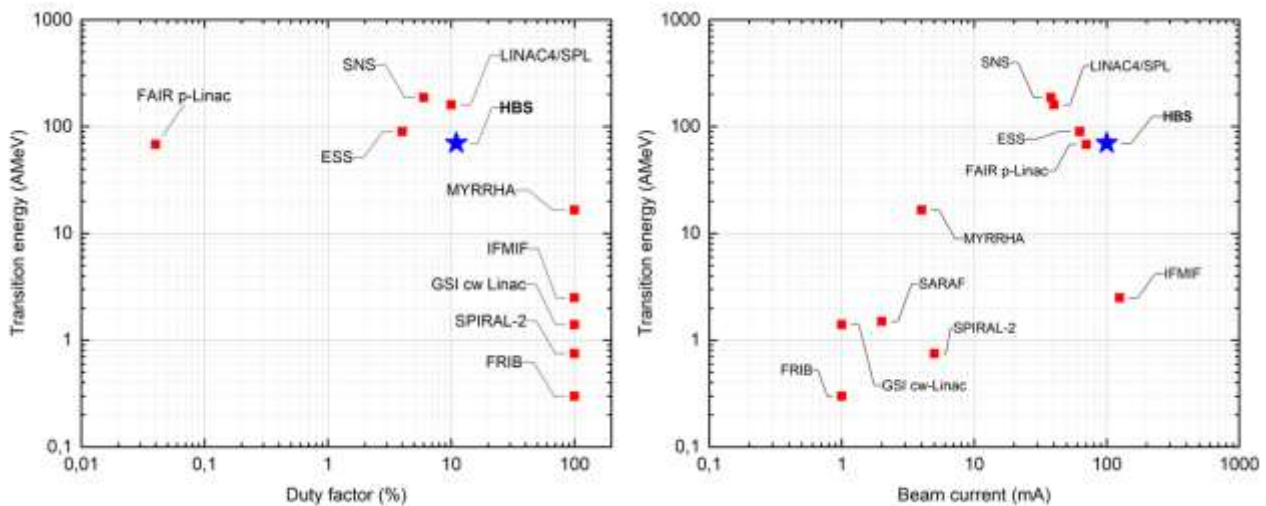 1000
100
10
1
0,1
Transition energy (AMeV)
0,01
0,1
1
10
100
Duty factor (%)
SNS
LINAC4/SPL
FAIR p-Linac
HBS
ESS
MYRRHA
IFMIF
GSI cw Linac
SPIRAL-2
FRIB
1000
100
10
1
0,1
Transition energy (AMeV)
0,1
1
10
100
1000
Beam current (mA)
SNS
LINAC4/SPL
HBS
ESS
FAIR p-Linac
MYRRHA
IFMIF
SARAF
SPIRAL-2
FRIB
GSI cw-Linac